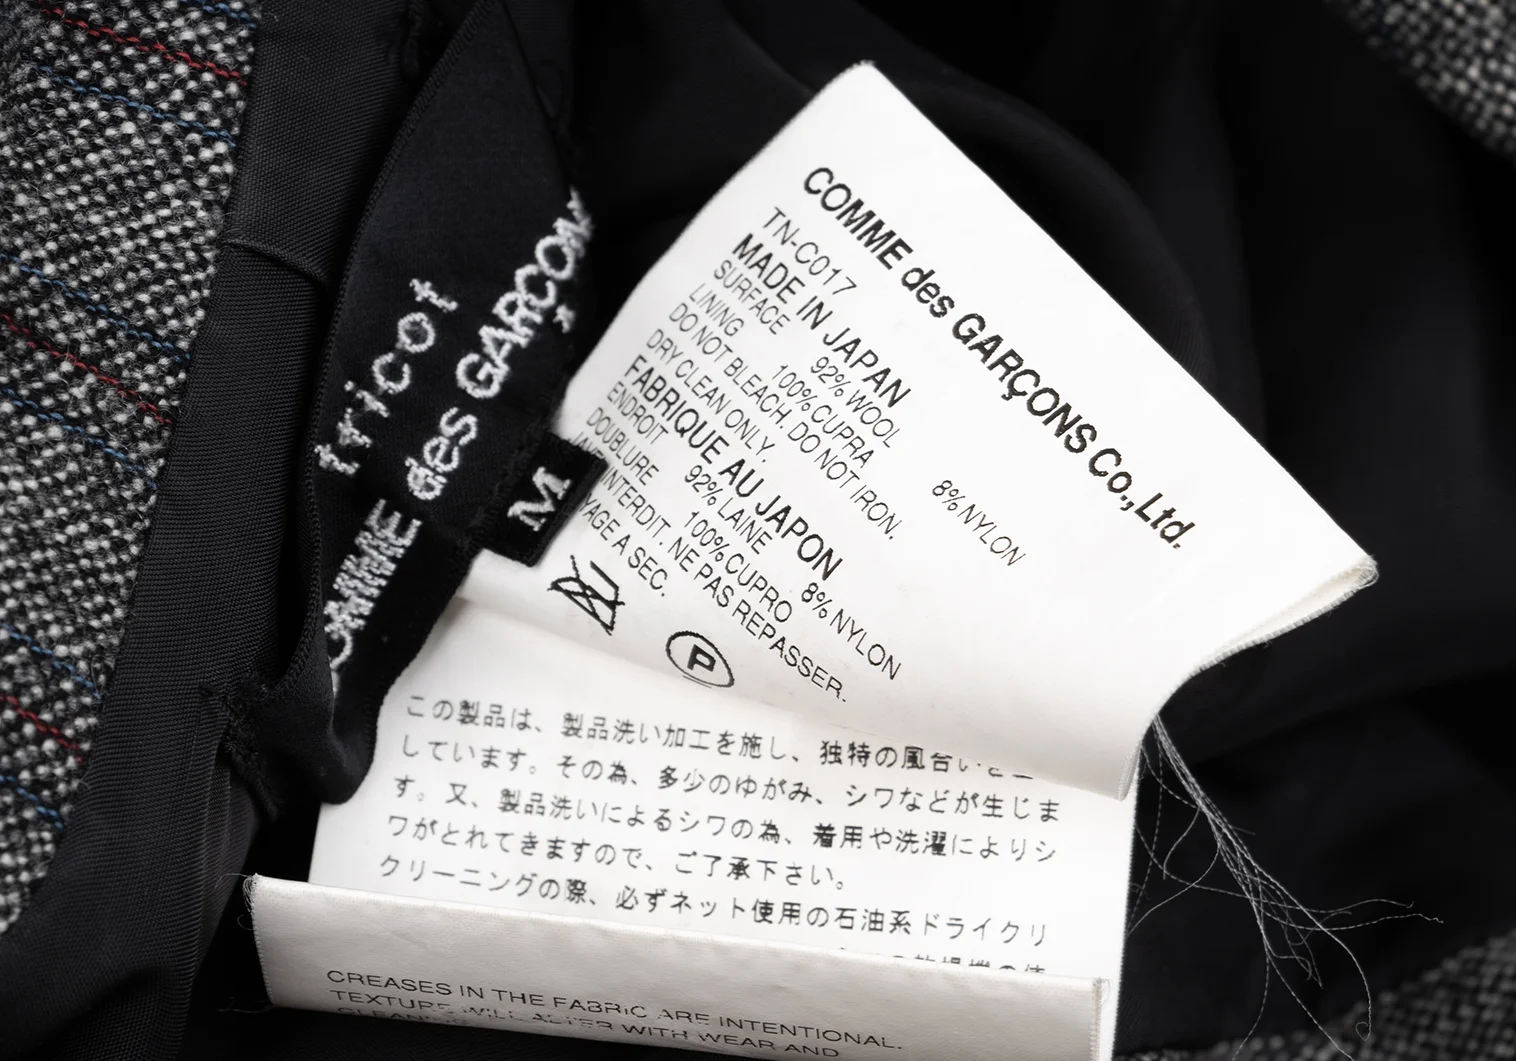 tricot
COMME des GARÇONS
M
COMME des GARÇONS Co., Ltd.
TN-C017
MADE IN JAPAN
SURFACE 92% WOOL 8% NYLON
LINING 100% CUPRA
DO NOT BLEACH. DO NOT IRON.
DRY CLEAN ONLY.
FABRIQUE AU JAPON
ENDROIT 92% LAINE 8% NYLON
DOUBLURE 100% CUPRO
INTERDIT. NE PAS REPASSER.
A SEC.
P
この製品は、製品洗い加工を施し、独特の風合い
しています。その為、多少のゆがみ、シワなどが生じま
す。又、製品洗いによるシワの為、着用や洗濯によりシ
ワがとれてきますので、ご了承下さい。
クリーニングの際、必ずネット使用の石油系ドライクリ
CREASES IN THE FABRIC ARE INTENTIONAL.
TEXTURE WILL ALTER WITH WEAR AND